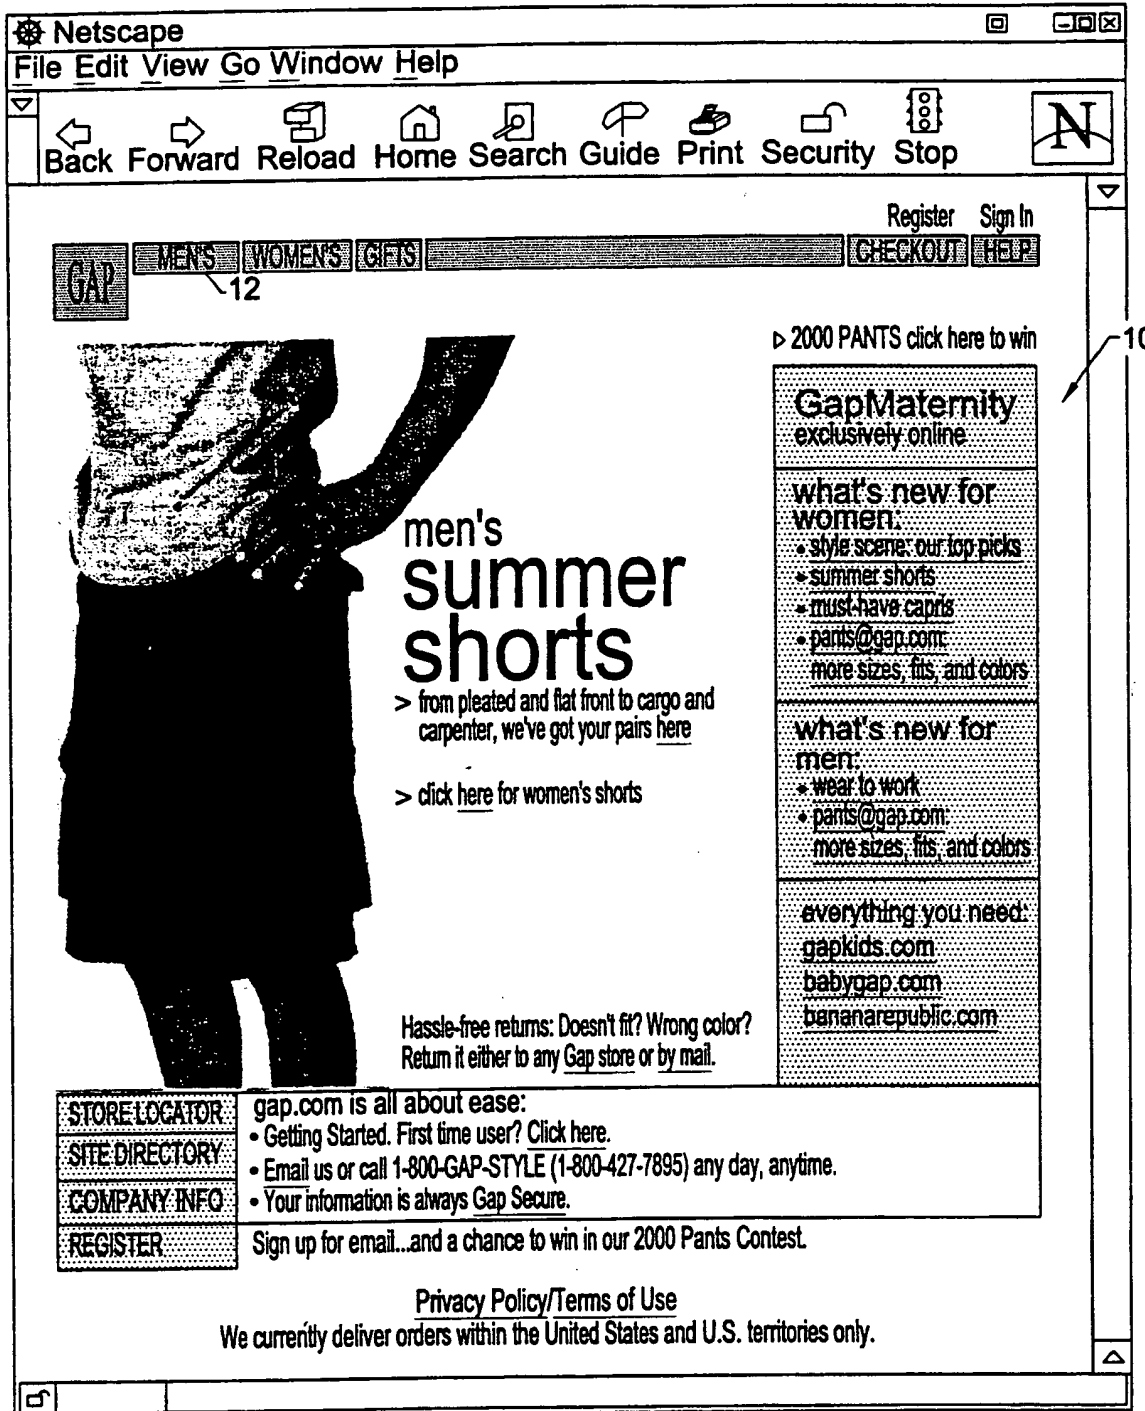 Netscape
File Edit View Go Window Help
Back Forward Reload Home Search Guide Print Security Stop
N
Register Sign In
GAP
MEN'S WOMEN'S GIFTS CHECKOUT HELP
12
▷ 2000 PANTS click here to win
10
GapMaternity
exclusively online
what's new for
women:
• style scene: our top picks
• summer shorts
• must-have capris
• pants@gap.com:
more sizes, fits, and colors
men's
summer
shorts
> from pleated and flat front to cargo and
carpenter, we've got your pairs here
> click here for women's shorts
what's new for
men:
• wear to work
• pants@gap.com:
more sizes, fits, and colors
everything you need:
gapkids.com
babygap.com
bananarepublic.com
Hassle-free returns: Doesn't fit? Wrong color?
Return it either to any Gap store or by mail.
STORE LOCATOR
SITE DIRECTORY
COMPANY INFO
REGISTER
gap.com is all about ease:
• Getting Started. First time user? Click here.
• Email us or call 1-800-GAP-STYLE (1-800-427-7895) any day, anytime.
• Your information is always Gap Secure.
Sign up for email...and a chance to win in our 2000 Pants Contest.
Privacy Policy/Terms of Use
We currently deliver orders within the United States and U.S. territories only.